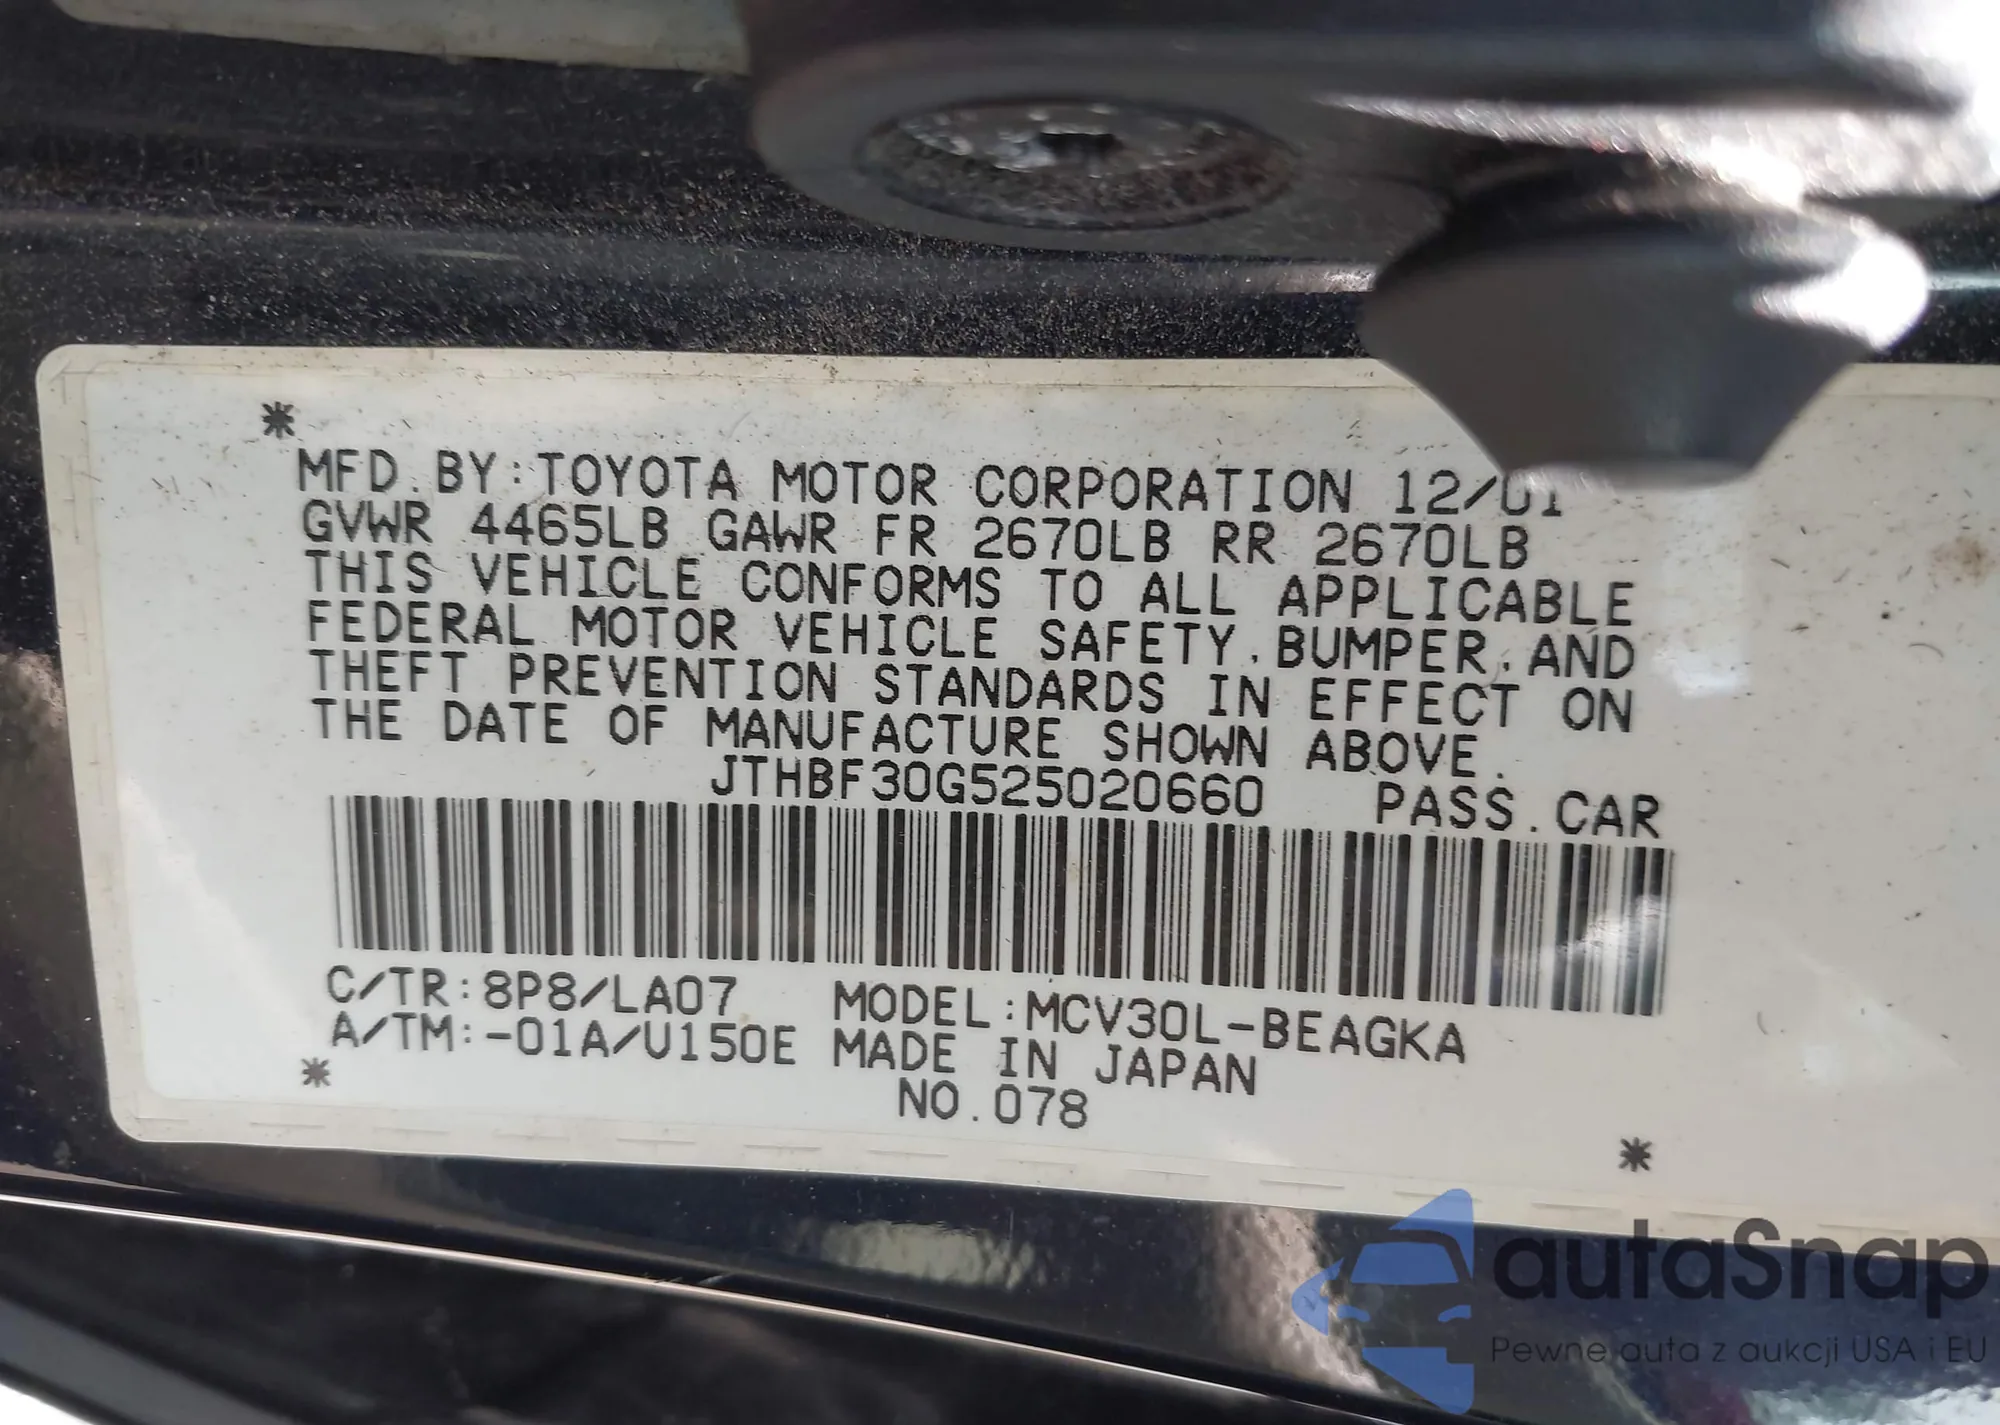 *
MFD.BY:TOYOTA MOTOR CORPORATION 12/01
GVWR 4465LB GAWR FR 2670LB RR 2670LB
THIS VEHICLE CONFORMS TO ALL APPLICABLE
FEDERAL MOTOR VEHICLE SAFETY,BUMPER,AND
THEFT PREVENTION STANDARDS IN EFFECT ON
THE DATE OF MANUFACTURE SHOWN ABOVE.
JTHBF30G525020660 PASS.CAR
C/TR:8P8/LA07 MODEL:MCV30L-BEAGKA
A/TM:-01A/U150E MADE IN JAPAN
* NO.078
*
autaSnap
Pewne auta z aukcji USA i EU